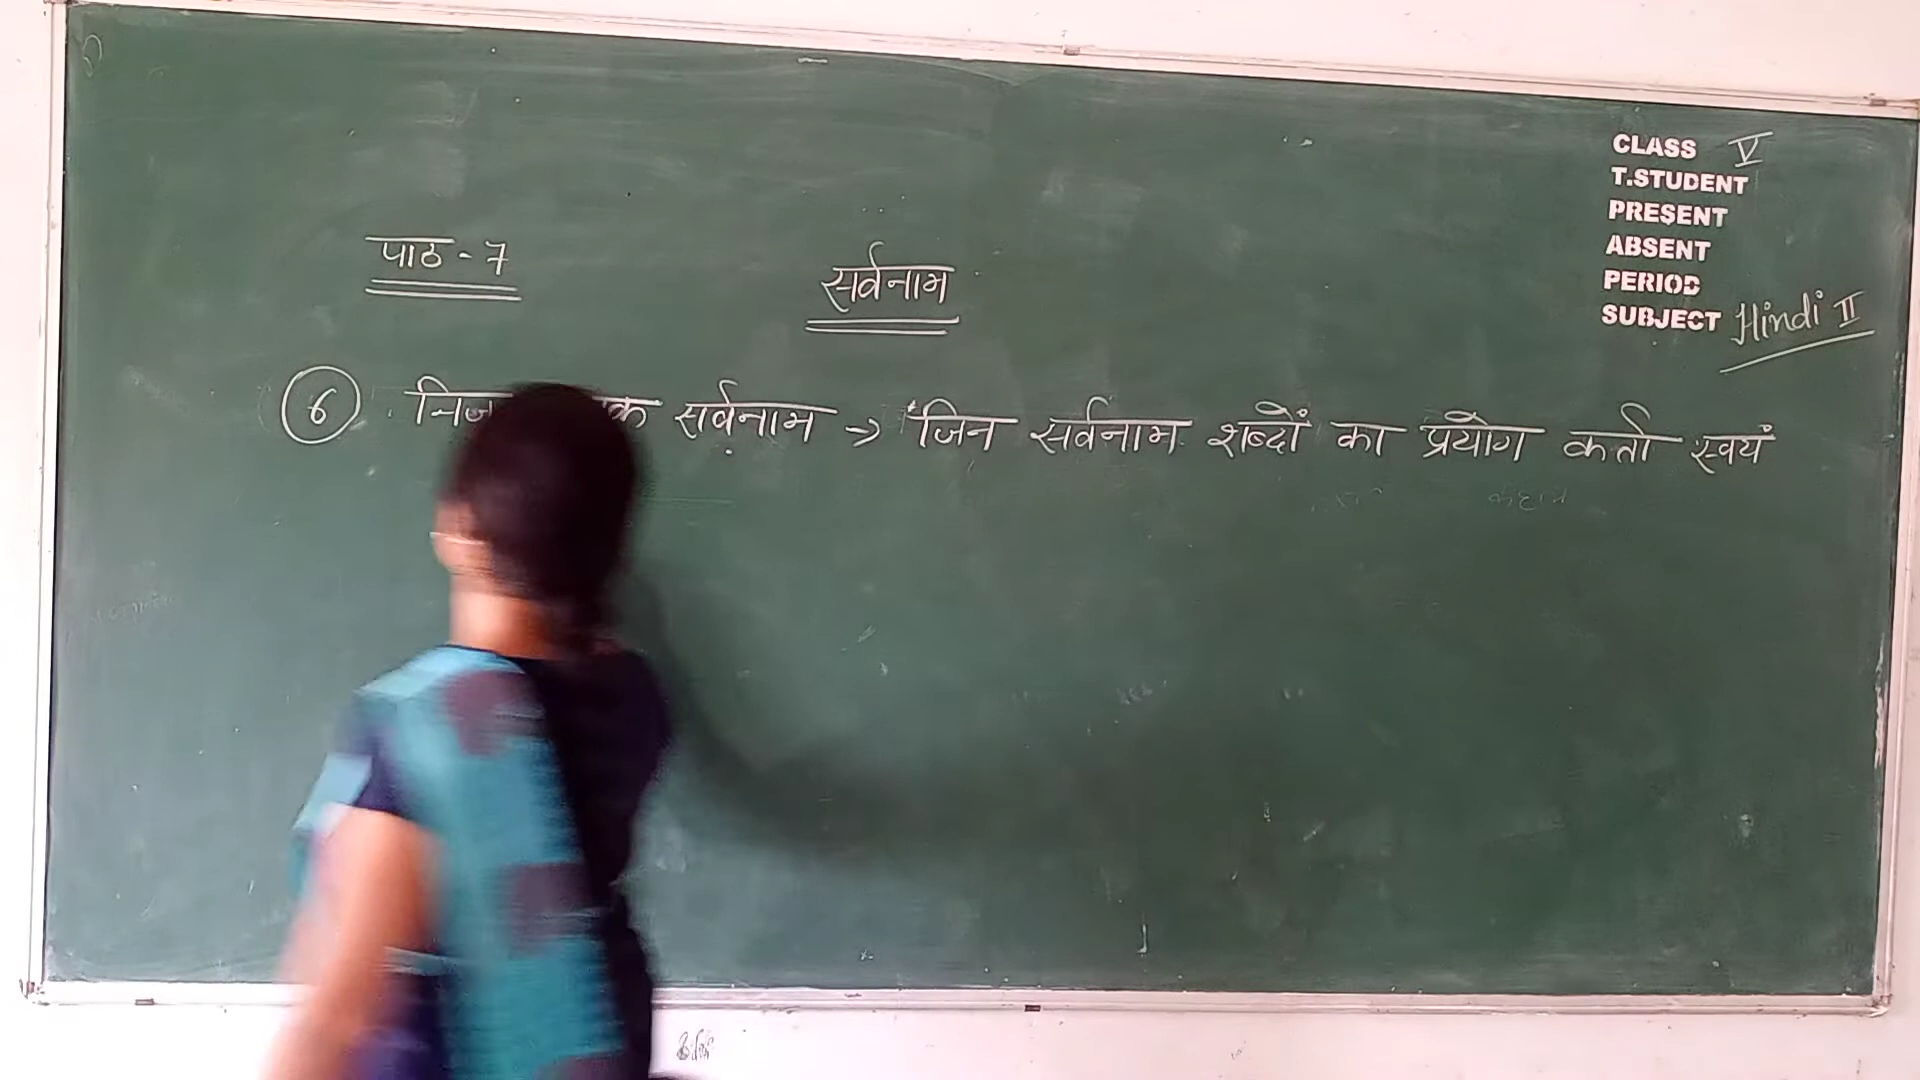 CLASS V
T.STUDENT
PRESENT
ABSENT
PERIOD
SUBJECT Hindi II
पाठ - 7
सर्वनाम
6 सर्वनाम → जिन सर्वनाम शब्दों का प्रयोग कर्ता स्वयं